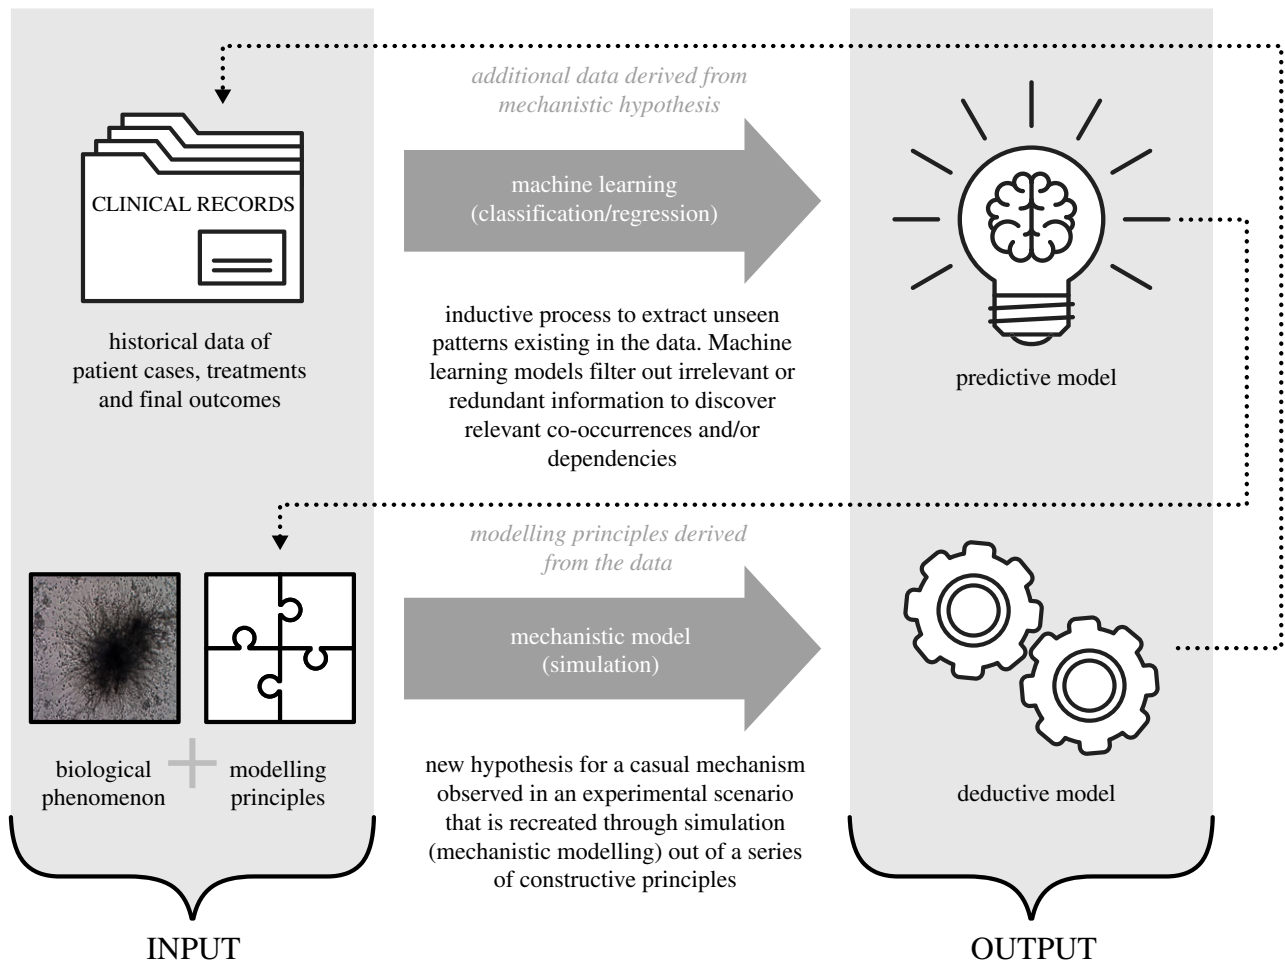 additional data derived from
mechanistic hypothesis
CLINICAL RECORDS
machine learning
(classification/regression)
historical data of
patient cases, treatments
and final outcomes
inductive process to extract unseen
patterns existing in the data. Machine
learning models filter out irrelevant or
redundant information to discover
relevant co-occurrences and/or
dependencies
predictive model
modelling principles derived
from the data
mechanistic model
(simulation)
biological
phenomenon
modelling
principles
new hypothesis for a casual mechanism
observed in an experimental scenario
that is recreated through simulation
(mechanistic modelling) out of a series
of constructive principles
deductive model
INPUT
OUTPUT